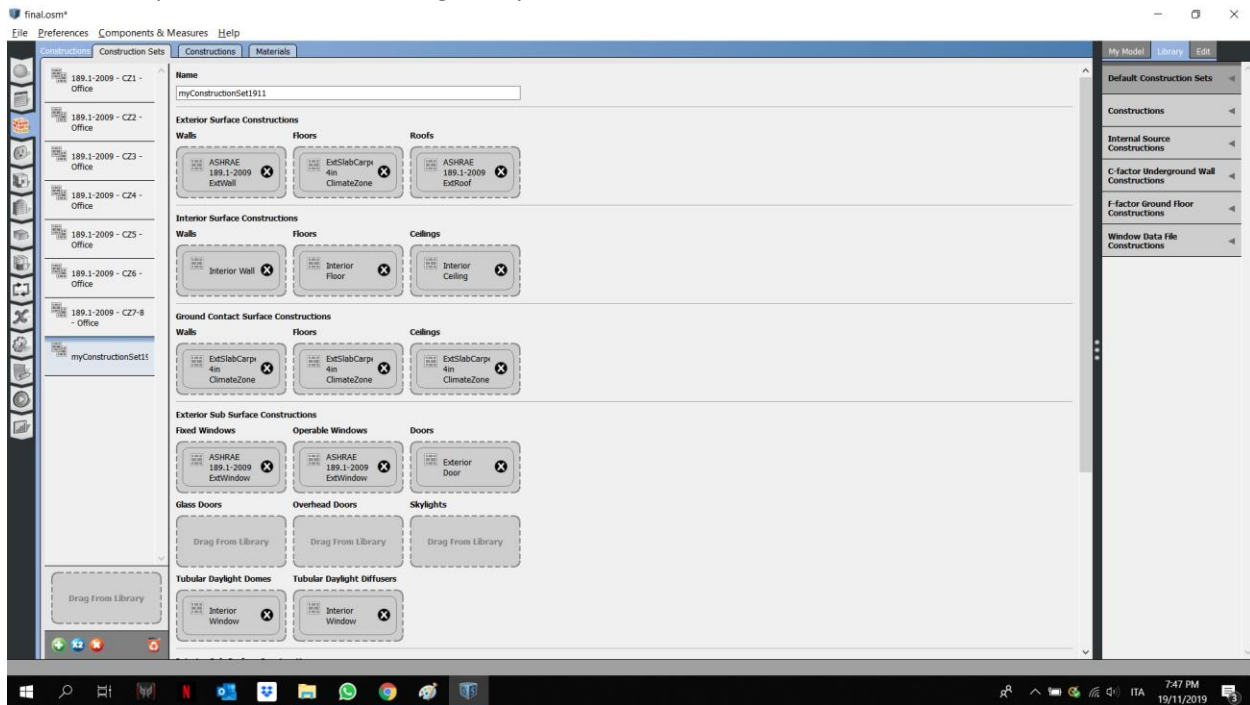 final.osm*
File Preferences Components & Measures Help
Constructions Construction Sets Constructions Materials
My Model Library Edit
189.1-2009 - CZ1 -
Office
189.1-2009 - CZ2 -
Office
189.1-2009 - CZ3 -
Office
189.1-2009 - CZ4 -
Office
189.1-2009 - CZ5 -
Office
189.1-2009 - CZ6 -
Office
189.1-2009 - CZ7-8
- Office
myConstructionSet19
Drag From Library
x2
Name
myConstructionSet1911
Exterior Surface Constructions
Walls Floors Roofs
ASHRAE
189.1-2009
ExtWall
ExtSlabCarpe
4in
ClimateZone
ASHRAE
189.1-2009
ExtRoof
Interior Surface Constructions
Walls Floors Ceilings
Interior Wall
Interior
Floor
Interior
Ceiling
Ground Contact Surface Constructions
Walls Floors Ceilings
ExtSlabCarpe
4in
ClimateZone
ExtSlabCarpe
4in
ClimateZone
ExtSlabCarpe
4in
ClimateZone
Exterior Sub Surface Constructions
Fixed Windows Operable Windows Doors
ASHRAE
189.1-2009
ExtWindow
ASHRAE
189.1-2009
ExtWindow
Exterior
Door
Glass Doors Overhead Doors Skylights
Drag From Library Drag From Library Drag From Library
Tubular Daylight Domes Tubular Daylight Diffusers
Interior
Window
Interior
Window
Default Construction Sets
Constructions
Internal Source
Constructions
C-factor Underground Wall
Constructions
F-factor Ground Floor
Constructions
Window Data File
Constructions
ITA
7:47 PM
19/11/2019
3